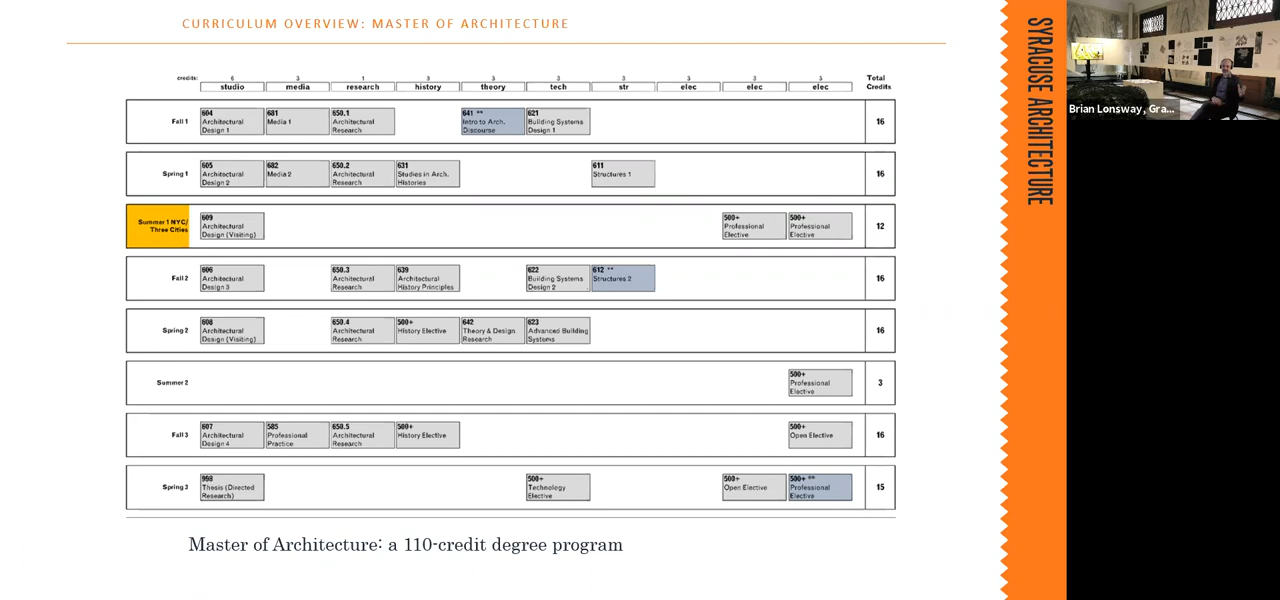 CURRICULUM OVERVIEW: MASTER OF ARCHITECTURE
credits: 6 3 1 3 3 3 3 3 3 3 Total Credits
studio media research history theory tech str elec elec elec
Fall 1
604 Architectural Design 1
681 Media 1
650.1 Architectural Research
641 ** Intro to Arch. Discourse
621 Building Systems Design 1
16
Spring 1
605 Architectural Design 2
682 Media 2
650.2 Architectural Research
631 Studies in Arch. Histories
611 Structures 1
16
Summer 1 NYC/
Three Cities
609 Architectural Design (Visiting)
500+ Professional Elective
500+ Professional Elective
12
Fall 2
606 Architectural Design 3
650.3 Architectural Research
639 Architectural History Principles
622 Building Systems Design 2
612 ** Structures 2
16
Spring 2
608 Architectural Design (Visiting)
650.4 Architectural Research
500+ History Elective
642 Theory & Design Research
623 Advanced Building Systems
16
Summer 2
500+ Professional Elective
3
Fall 3
607 Architectural Design 4
585 Professional Practice
650.5 Architectural Research
500+ History Elective
500+ Open Elective
16
Spring 3
998 Thesis (Directed Research)
500+ Technology Elective
500+ Open Elective
500+ ** Professional Elective
15
Master of Architecture: a 110-credit degree program
SYRACUSE ARCHITECTURE
Brian Lonsway, Gra...